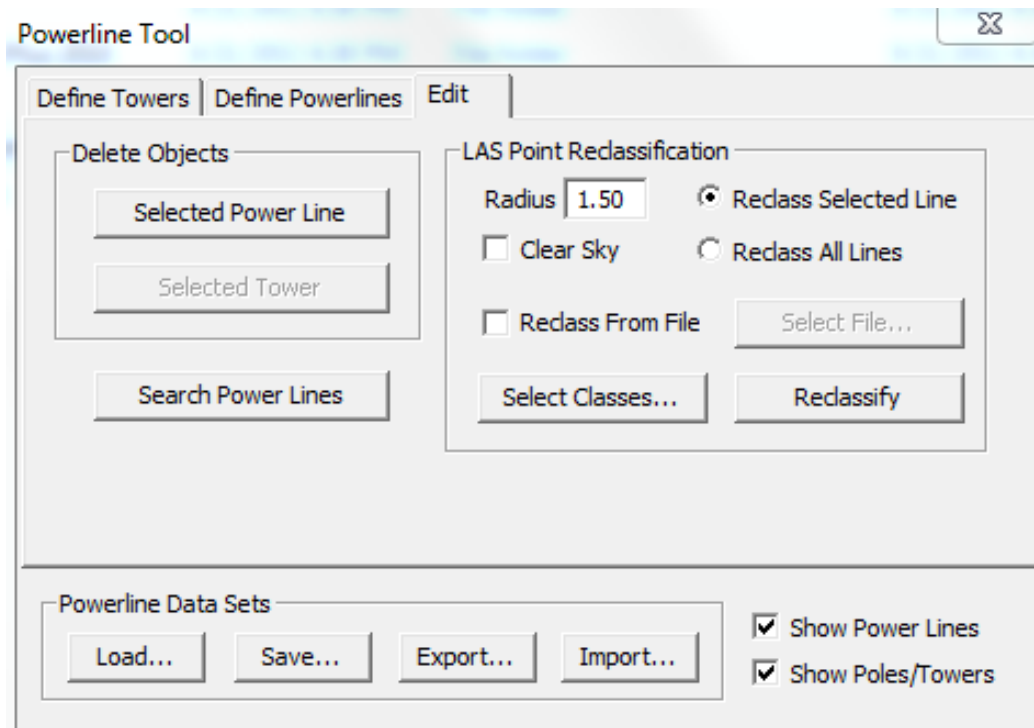 Powerline Tool
Define Towers Define Powerlines Edit
Delete Objects
Selected Power Line
Selected Tower
Search Power Lines
LAS Point Reclassification
Radius 1.50 Reclass Selected Line
Clear Sky Reclass All Lines
Reclass From File Select File...
Select Classes... Reclassify
Powerline Data Sets
Load... Save... Export... Import...
Show Power Lines
Show Poles/Towers